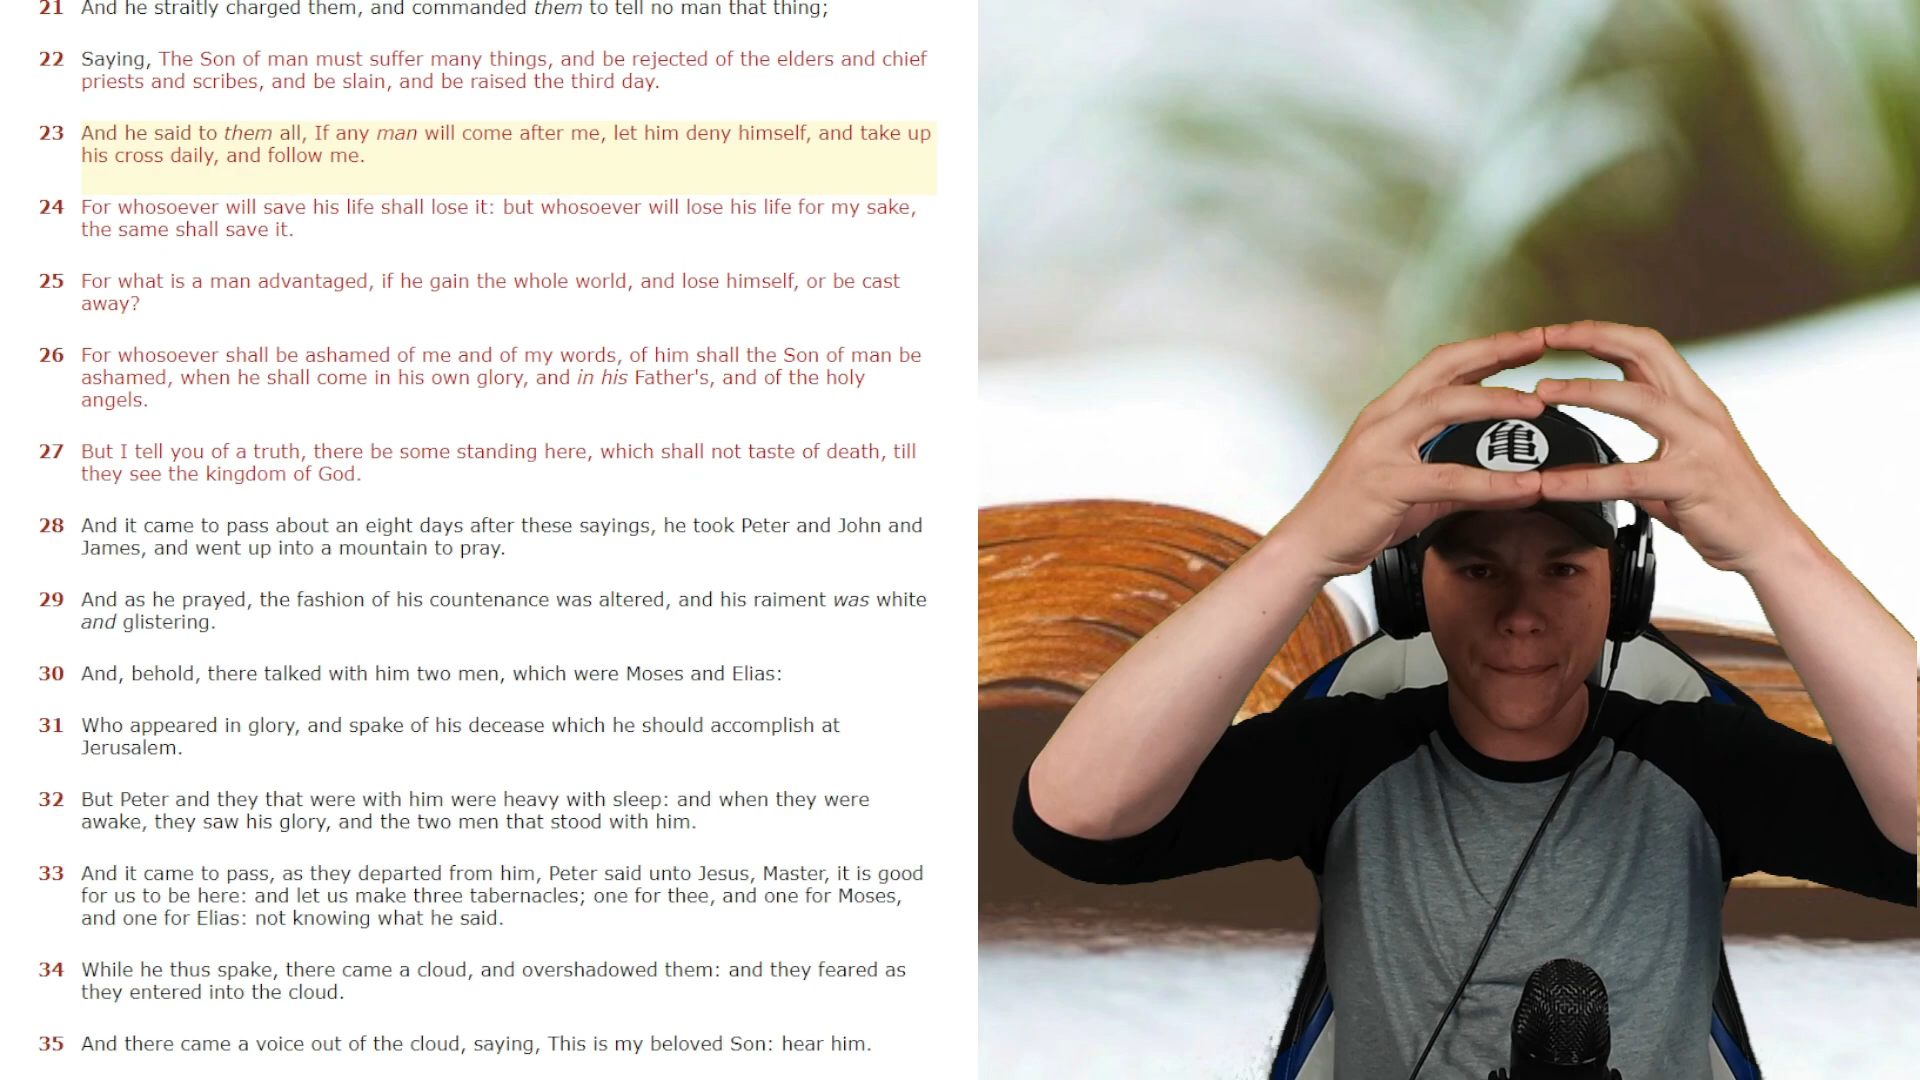 21 And he straitly charged them, and commanded them to tell no man that thing;
22 Saying, The Son of man must suffer many things, and be rejected of the elders and chief
priests and scribes, and be slain, and be raised the third day.
23 And he said to them all, If any man will come after me, let him deny himself, and take up
his cross daily, and follow me.
24 For whosoever will save his life shall lose it: but whosoever will lose his life for my sake,
the same shall save it.
25 For what is a man advantaged, if he gain the whole world, and lose himself, or be cast
away?
26 For whosoever shall be ashamed of me and of my words, of him shall the Son of man be
ashamed, when he shall come in his own glory, and in his Father's, and of the holy
angels.
27 But I tell you of a truth, there be some standing here, which shall not taste of death, till
they see the kingdom of God.
28 And it came to pass about an eight days after these sayings, he took Peter and John and
James, and went up into a mountain to pray.
29 And as he prayed, the fashion of his countenance was altered, and his raiment was white
and glistering.
30 And, behold, there talked with him two men, which were Moses and Elias:
31 Who appeared in glory, and spake of his decease which he should accomplish at
Jerusalem.
32 But Peter and they that were with him were heavy with sleep: and when they were
awake, they saw his glory, and the two men that stood with him.
33 And it came to pass, as they departed from him, Peter said unto Jesus, Master, it is good
for us to be here: and let us make three tabernacles; one for thee, and one for Moses,
and one for Elias: not knowing what he said.
34 While he thus spake, there came a cloud, and overshadowed them: and they feared as
they entered into the cloud.
35 And there came a voice out of the cloud, saying, This is my beloved Son: hear him.
亀